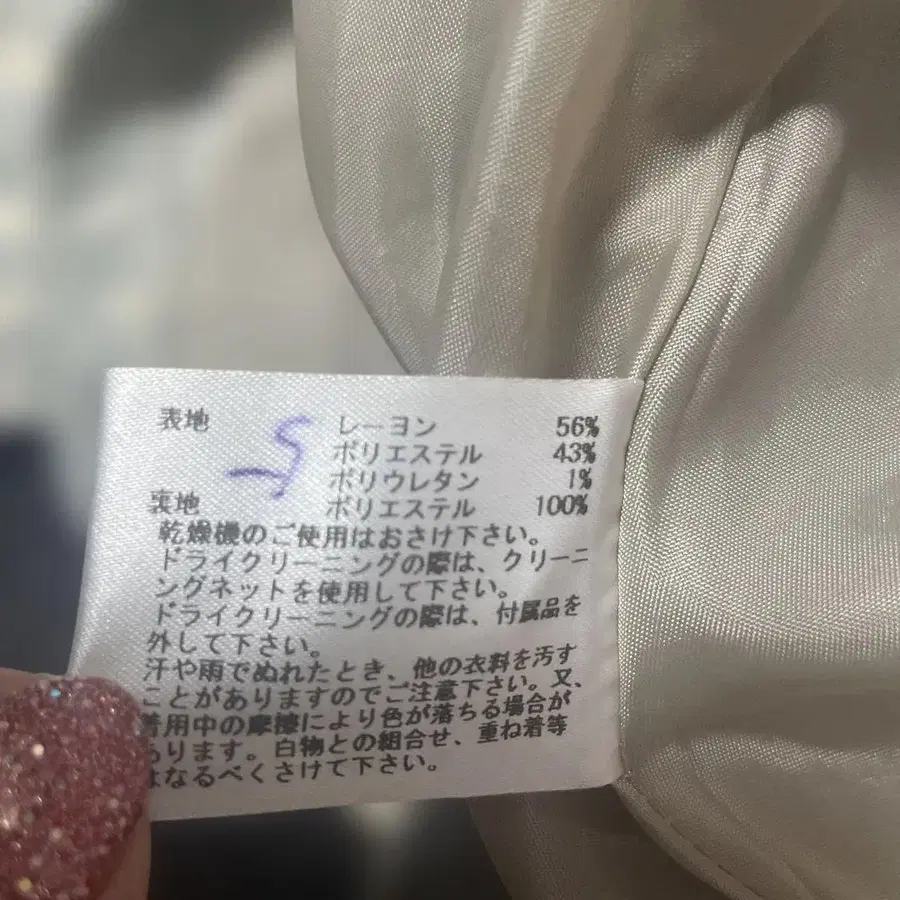 表地 レーヨン 56%
ポリエステル 43%
ポリウレタン 1%
裏地 ポリエステル 100%
乾燥機のご使用はおさけ下さい。
ドライクリーニングの際は、クリーニ
ングネットを使用して下さい。
ドライクリーニングの際は、付属品を
外して下さい。
汗や雨でぬれたとき、他の衣料を汚す
ことがありますのでご注意下さい。又、
着用中の摩擦により色が落ちる場合が
あります。白物との組合せ、重ね着等
はなるべくさけて下さい。